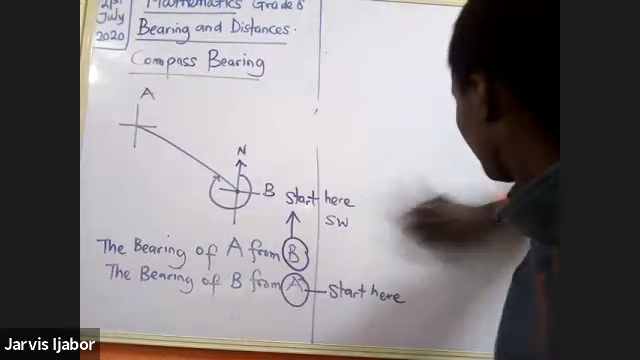 21st
July
2020
Mathematics Grade 8
Bearing and Distances.
Compass Bearing
A
N
B
Start here
SW
The Bearing of A from B
The Bearing of B from A
Start here
Jarvis Ijabor